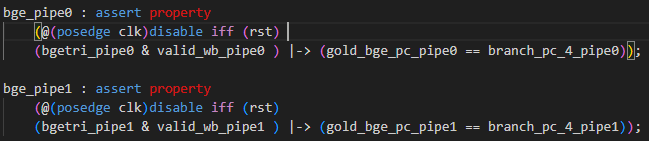 bge_pipe0 : assert property
(@(posedge clk)disable iff (rst)
(bgetri_pipe0 & valid_wb_pipe0 ) |-> (gold_bge_pc_pipe0 == branch_pc_4_pipe0));
bge_pipe1 : assert property
(@(posedge clk)disable iff (rst)
(bgetri_pipe1 & valid_wb_pipe1 ) |-> (gold_bge_pc_pipe1 == branch_pc_4_pipe1));